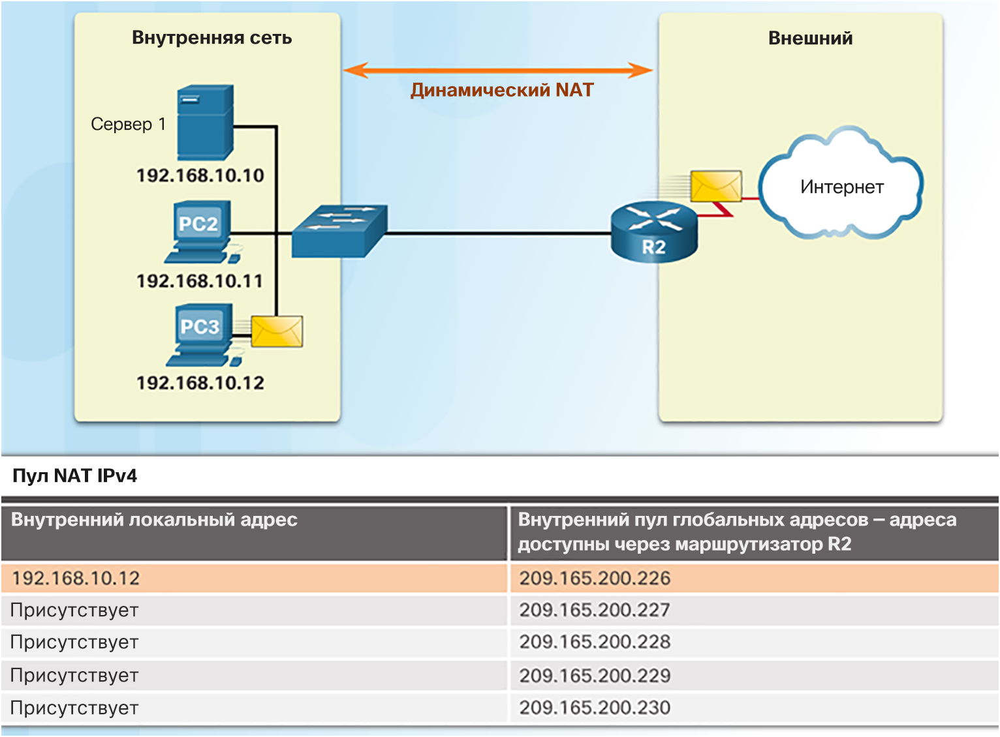 Внутренняя сеть
Внешний
Динамический NAT
Сервер 1
192.168.10.10
Интернет
PC2
R2
192.168.10.11
PC3
192.168.10.12
Пул NAT IPv4
Внутренний локальный адрес
Внутренний пул глобальных адресов – адреса
доступны через маршрутизатор R2
192.168.10.12
209.165.200.226
Присутствует
209.165.200.227
Присутствует
209.165.200.228
Присутствует
209.165.200.229
Присутствует
209.165.200.230